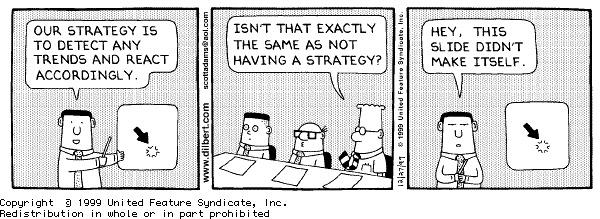 OUR STRATEGY IS
TO DETECT ANY
TRENDS AND REACT
ACCORDINGLY.
www.dilbert.com
scottadams@aol.com
ISN'T THAT EXACTLY
THE SAME AS NOT
HAVING A STRATEGY?
12/27/99 © 1999 United Feature Syndicate, Inc.
HEY, THIS
SLIDE DIDN'T
MAKE ITSELF.
Copyright © 1999 United Feature Syndicate, Inc.
Redistribution in whole or in part prohibited